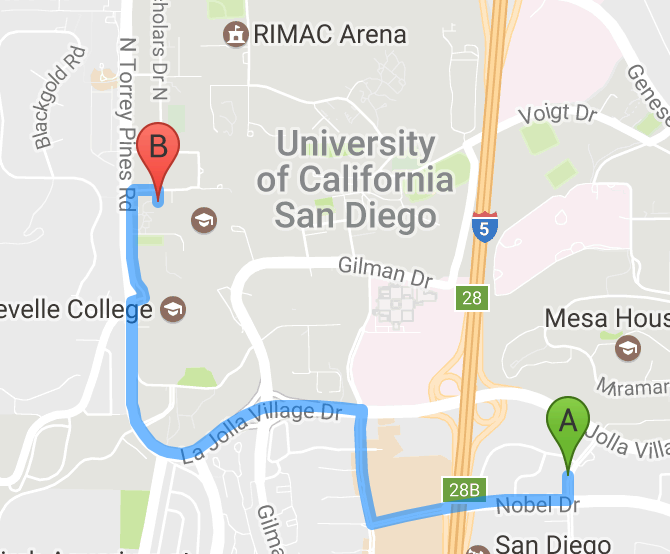 cholars Dr N
RIMAC Arena
N Torrey Pines Rd
Blackgold Rd
Genese
Voigt Dr
B
University
of California
San Diego
5
Gilman Dr
28
evelle College
Mesa Hous
Miramar
A
La Jolla Village Dr
Jolla Villa
28B
Nobel Dr
Gilma
San Diego